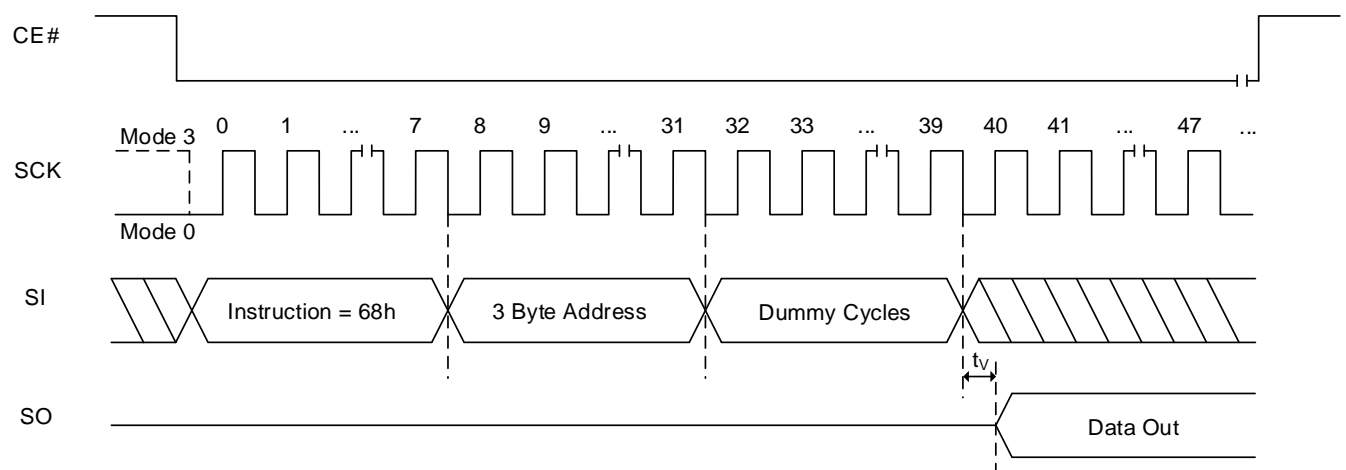 CE#
Mode 3 0 1 ... 7 8 9 ... 31 32 33 ... 39 40 41 ... 47 ...
SCK
Mode 0
SI Instruction = 68h 3 Byte Address Dummy Cycles
tV
SO Data Out